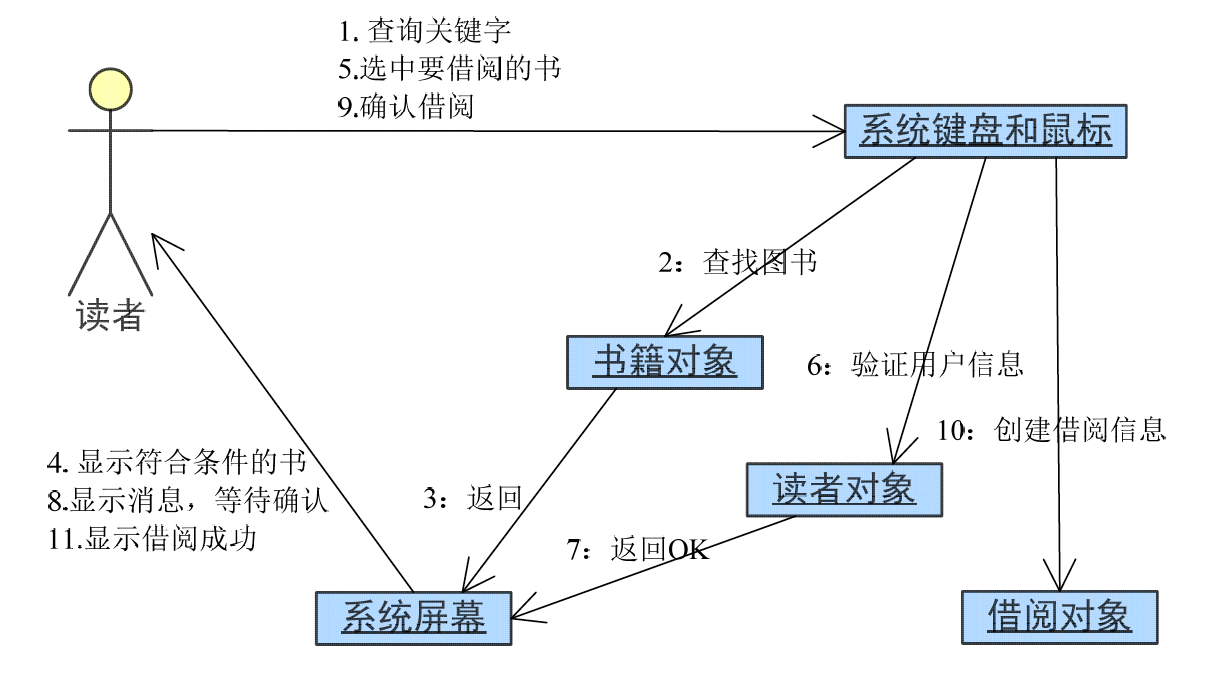 1. 查询关键字
5.选中要借阅的书
9.确认借阅
系统键盘和鼠标
2：查找图书
读者
书籍对象
6：验证用户信息
10：创建借阅信息
4. 显示符合条件的书
8.显示消息，等待确认
11.显示借阅成功
3：返回
读者对象
7：返回OK
系统屏幕
借阅对象